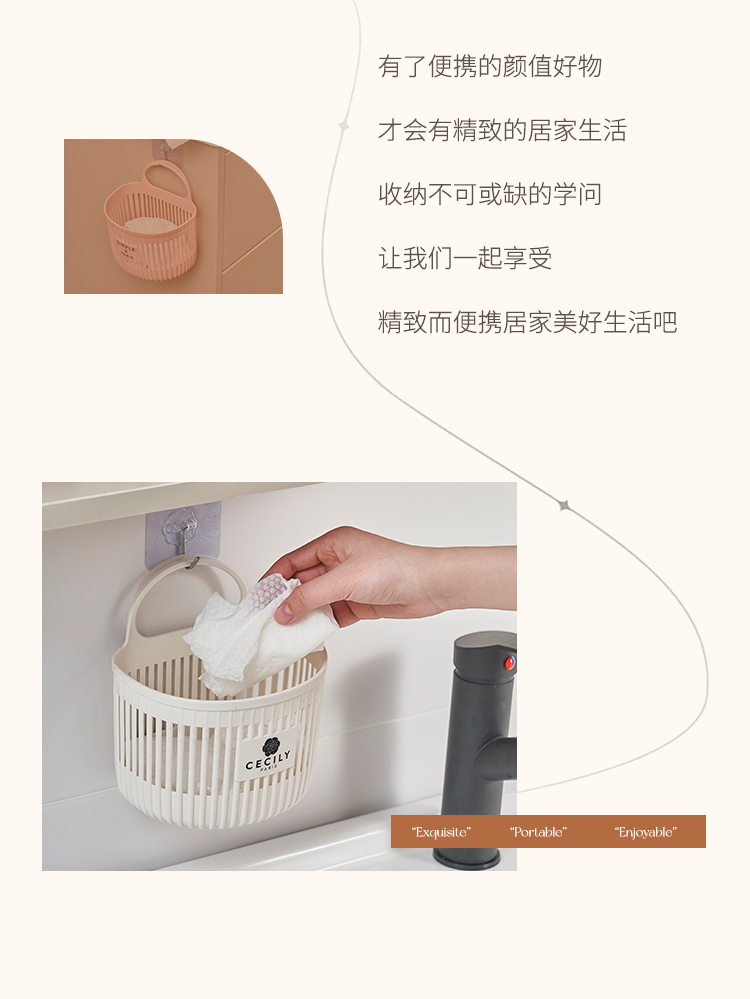 有了便携的颜值好物
才会有精致的居家生活
收纳不可或缺的学问
让我们一起享受
精致而便携居家美好生活吧
CECILY
PARIS
“Exquisite” “Portable” “Enjoyable”